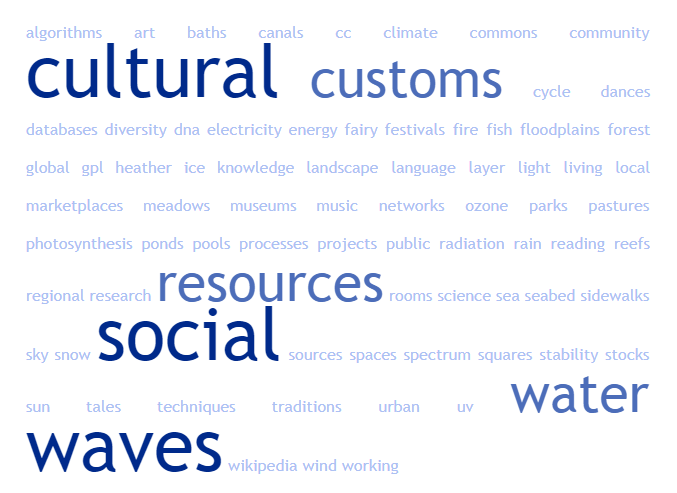 algorithms art baths canals cc climate commons community
cultural customs cycle dances
databases diversity dna electricity energy fairy festivals fire fish floodplains forest
global gpl heather ice knowledge landscape language layer light living local
marketplaces meadows museums music networks ozone parks pastures
photosynthesis ponds pools processes projects public radiation rain reading reefs
regional research resources rooms science sea seabed sidewalks
sky snow social sources spaces spectrum squares stability stocks
sun tales techniques traditions urban uv water
waves wikipedia wind working